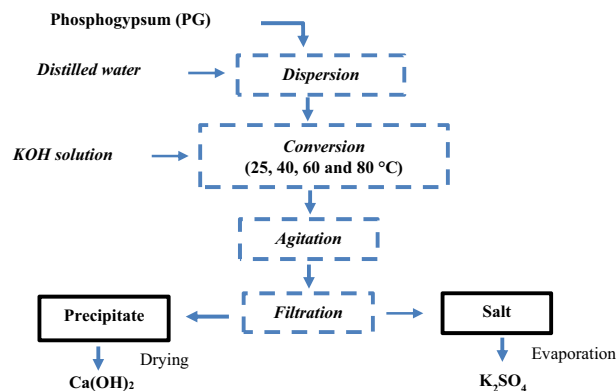 Phosphogypsum (PG)
Distilled water
Dispersion
KOH solution
Conversion
(25, 40, 60 and 80 °C)
Agitation
Filtration
Precipitate
Salt
Drying
Evaporation
Ca(OH)₂
K₂SO₄